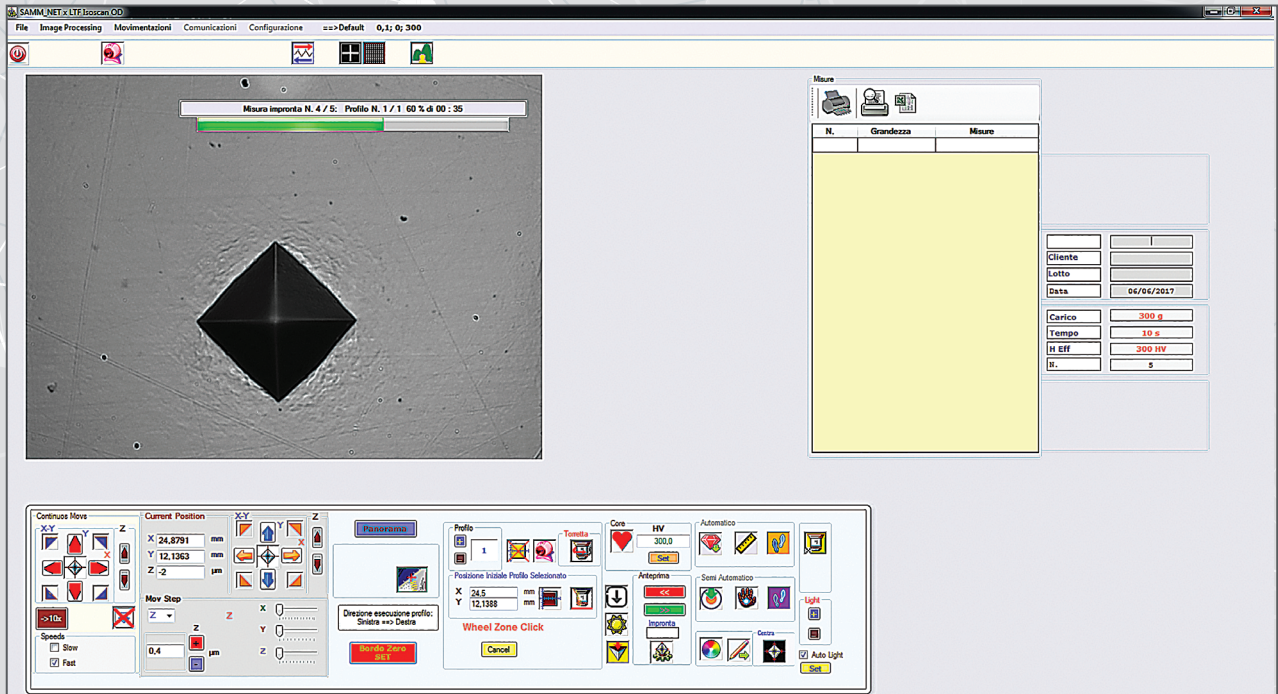 SAMM_NET x LTF Isoscan OD
File Image Processing Movimentazioni Comunicazioni Configurazione ==>Default 0,1; 0; 300
Misura impronta N. 4 / 5: Profilo N. 1 / 1 60 % di 00 : 35
Misure
N. Grandezza Misure
Cliente
Lotto
Data 06/06/2017
Carico 300 g
Tempo 10 s
H Eff 300 HV
N. 5
Continuos Movs
X-Y Z
Y
X
->10x
Speeds
Slow
Fast
Current Position
X 24,8791 mm
Y 12,1363 mm
Z -2 µm
X-Y Z
Y
X
Mov Step
Z Z
Z
0,4 µm
+
-
X
Y
Z
Panorama
Direzione esecuzione profilo:
Sinistra ==> Destra
Bordo Zero
SET
Profilo
1
Torretta
Posizione Iniziale Profilo Selezionato
X 24,5 mm
Y 12,1388
Wheel Zone Click
Cancel
Core HV
300,0
Set
Anteprima
<<
>>
Impronta
Automatico
Semi Automatico
Centra
Light
Auto Light
Set